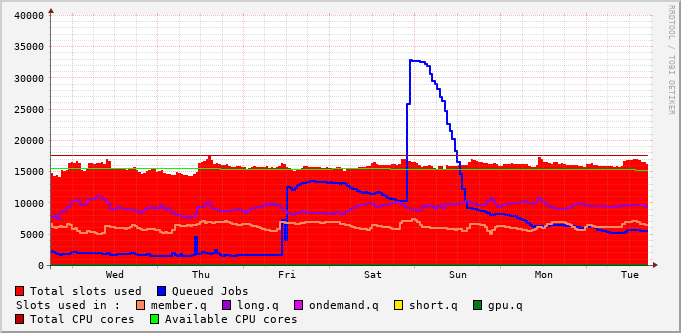 40000
35000
30000
25000
20000
15000
10000
5000
0
Wed Thu Fri Sat Sun Mon Tue
Total slots used Queued Jobs
Slots used in : member.q long.q ondemand.q short.q gpu.q
Total CPU cores Available CPU cores
RRDTOOL / TOBI OETIKER